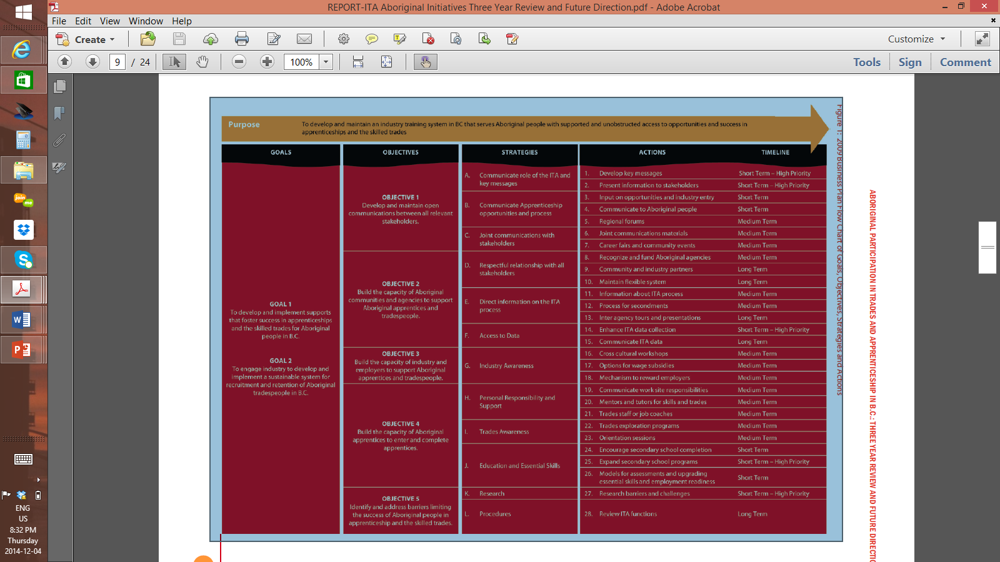 REPORT-ITA Aboriginal Initiatives Three Year Review and Future Direction.pdf - Adobe Acrobat
File Edit View Window Help
Create
Customize
9 / 24
100%
Tools Sign Comment
Purpose
To develop and maintain an industry training system in BC that serves Aboriginal people with supported and unobstructed access to opportunities and success in
apprenticeships and the skilled trades
GOALS
OBJECTIVES
STRATEGIES
ACTIONS
TIMELINE
GOAL 1
To develop and implement supports
that foster success in apprenticeships
and the skilled trades for Aboriginal
people in B.C.
GOAL 2
To engage industry to develop and
implement a sustainable system for
recruitment and retention of Aboriginal
tradespeople in B.C.
OBJECTIVE 1
Develop and maintain open
communications between all relevant
stakeholders.
OBJECTIVE 2
Build the capacity of Aboriginal
communities and agencies to support
Aboriginal apprentices and
tradespeople.
OBJECTIVE 3
Build the capacity of industry and
employers to support Aboriginal
apprentices and tradespeople.
OBJECTIVE 4
Build the capacity of Aboriginal
apprentices to enter and complete
apprentices.
OBJECTIVE 5
Identify and address barriers limiting
the success of Aboriginal people in
apprenticeship and the skilled trades.
A. Communicate role of the ITA and
key messages
B. Communicate Apprenticeship
opportunities and process
C. Joint communications with
stakeholders
D. Respectful relationship with all
stakeholders
E. Direct information on the ITA
process
F. Access to Data
G. Industry Awareness
H. Personal Responsibility and
Support
I. Trades Awareness
J. Education and Essential Skills
K. Research
L. Procedures
1. Develop key messages Short Term – High Priority
2. Present information to stakeholders Short Term – High Priority
3. Input on opportunities and industry entry Short Term
4. Communicate to Aboriginal people Short Term
5. Regional forums Medium Term
6. Joint communications materials Medium Term
7. Career fairs and community events Medium Term
8. Recognize and fund Aboriginal agencies Medium Term
9. Community and industry partners Long Term
10. Maintain flexible system Long Term
11. Information about ITA process Medium Term
12. Process for secondments Medium Term
13. Inter agency tours and presentations Long Term
14. Enhance ITA data collection Short Term – High Priority
15. Communicate ITA data Long Term
16. Cross cultural workshops Medium Term
17. Options for wage subsidies Medium Term
18. Mechanism to reward employers Medium Term
19. Communicate work site responsibilities Medium Term
20. Mentors and tutors for skills and trades Medium Term
21. Trades staff or job coaches Medium Term
22. Trades exploration programs Medium Term
23. Orientation sessions Medium Term
24. Encourage secondary school completion Short Term
25. Expand secondary school programs Short Term – High Priority
26. Models for assessments and upgrading
essential skills and employment readiness Short Term
27. Research barriers and challenges Short Term – High Priority
28. Review ITA functions Long Term
Figure 1: 2009 Business Plan Flow Chart of Goals, Objectives, Strategies and Actions
ABORIGINAL PARTICIPATION IN TRADES AND APPRENTICESHIP IN B.C.: THREE YEAR REVIEW AND FUTURE DIRECTIO
join
me
ENG
US
8:32 PM
Thursday
2014-12-04